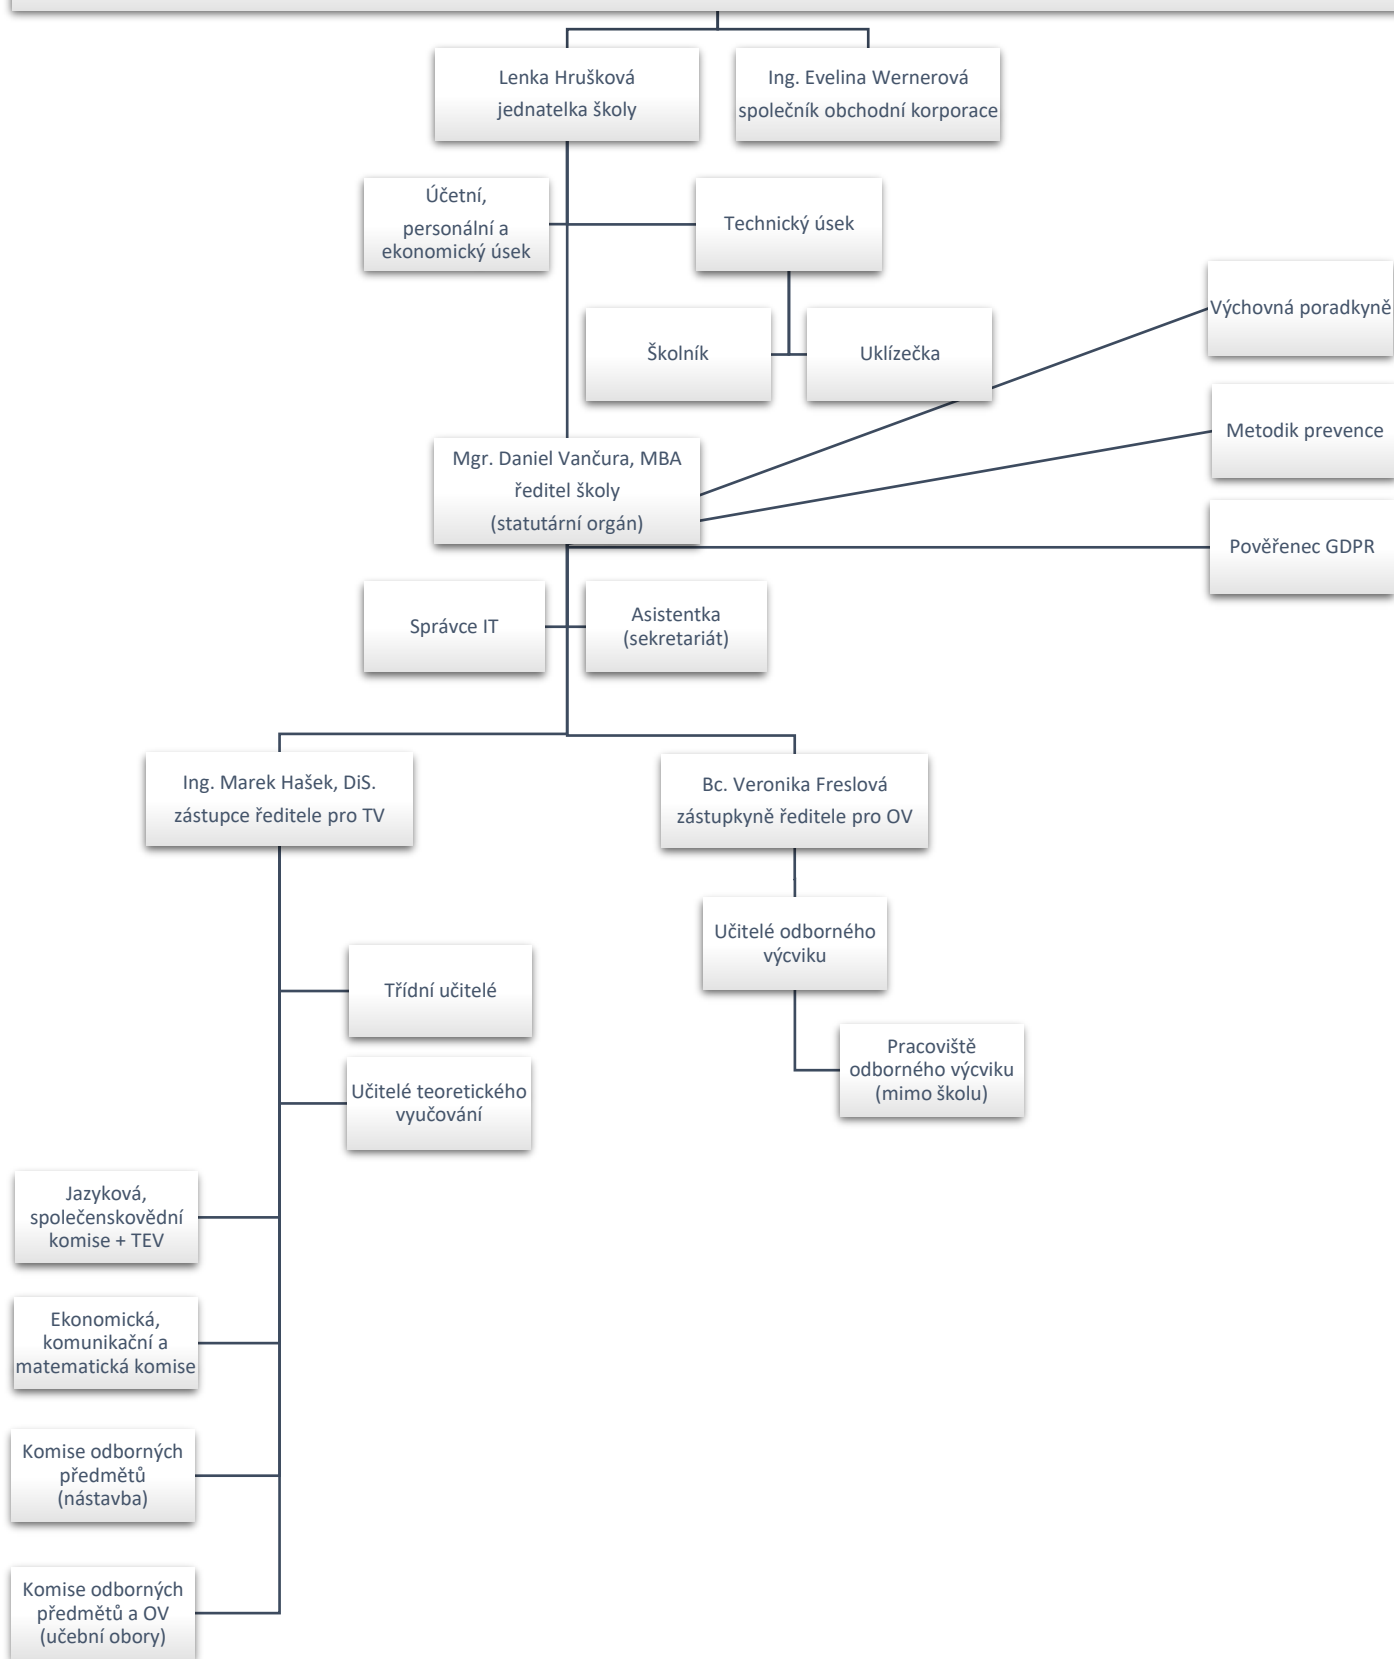 Lenka Hrušková
jednatelka školy
Ing. Evelina Wernerová
společník obchodní korporace
Účetní,
personální a
ekonomický úsek
Technický úsek
Školník
Uklízečka
Výchovná poradkyně
Metodik prevence
Mgr. Daniel Vančura, MBA
ředitel školy
(statutární orgán)
Pověřenec GDPR
Správce IT
Asistentka
(sekretariát)
Ing. Marek Hašek, DiS.
zástupce ředitele pro TV
Bc. Veronika Freslová
zástupkyně ředitele pro OV
Učitelé odborného
výcviku
Třídní učitelé
Pracoviště
odborného výcviku
(mimo školu)
Učitelé teoretického
vyučování
Jazyková,
společenskovědní
komise + TEV
Ekonomická,
komunikační a
matematická komise
Komise odborných
předmětů
(nástavba)
Komise odborných
předmětů a OV
(učební obory)